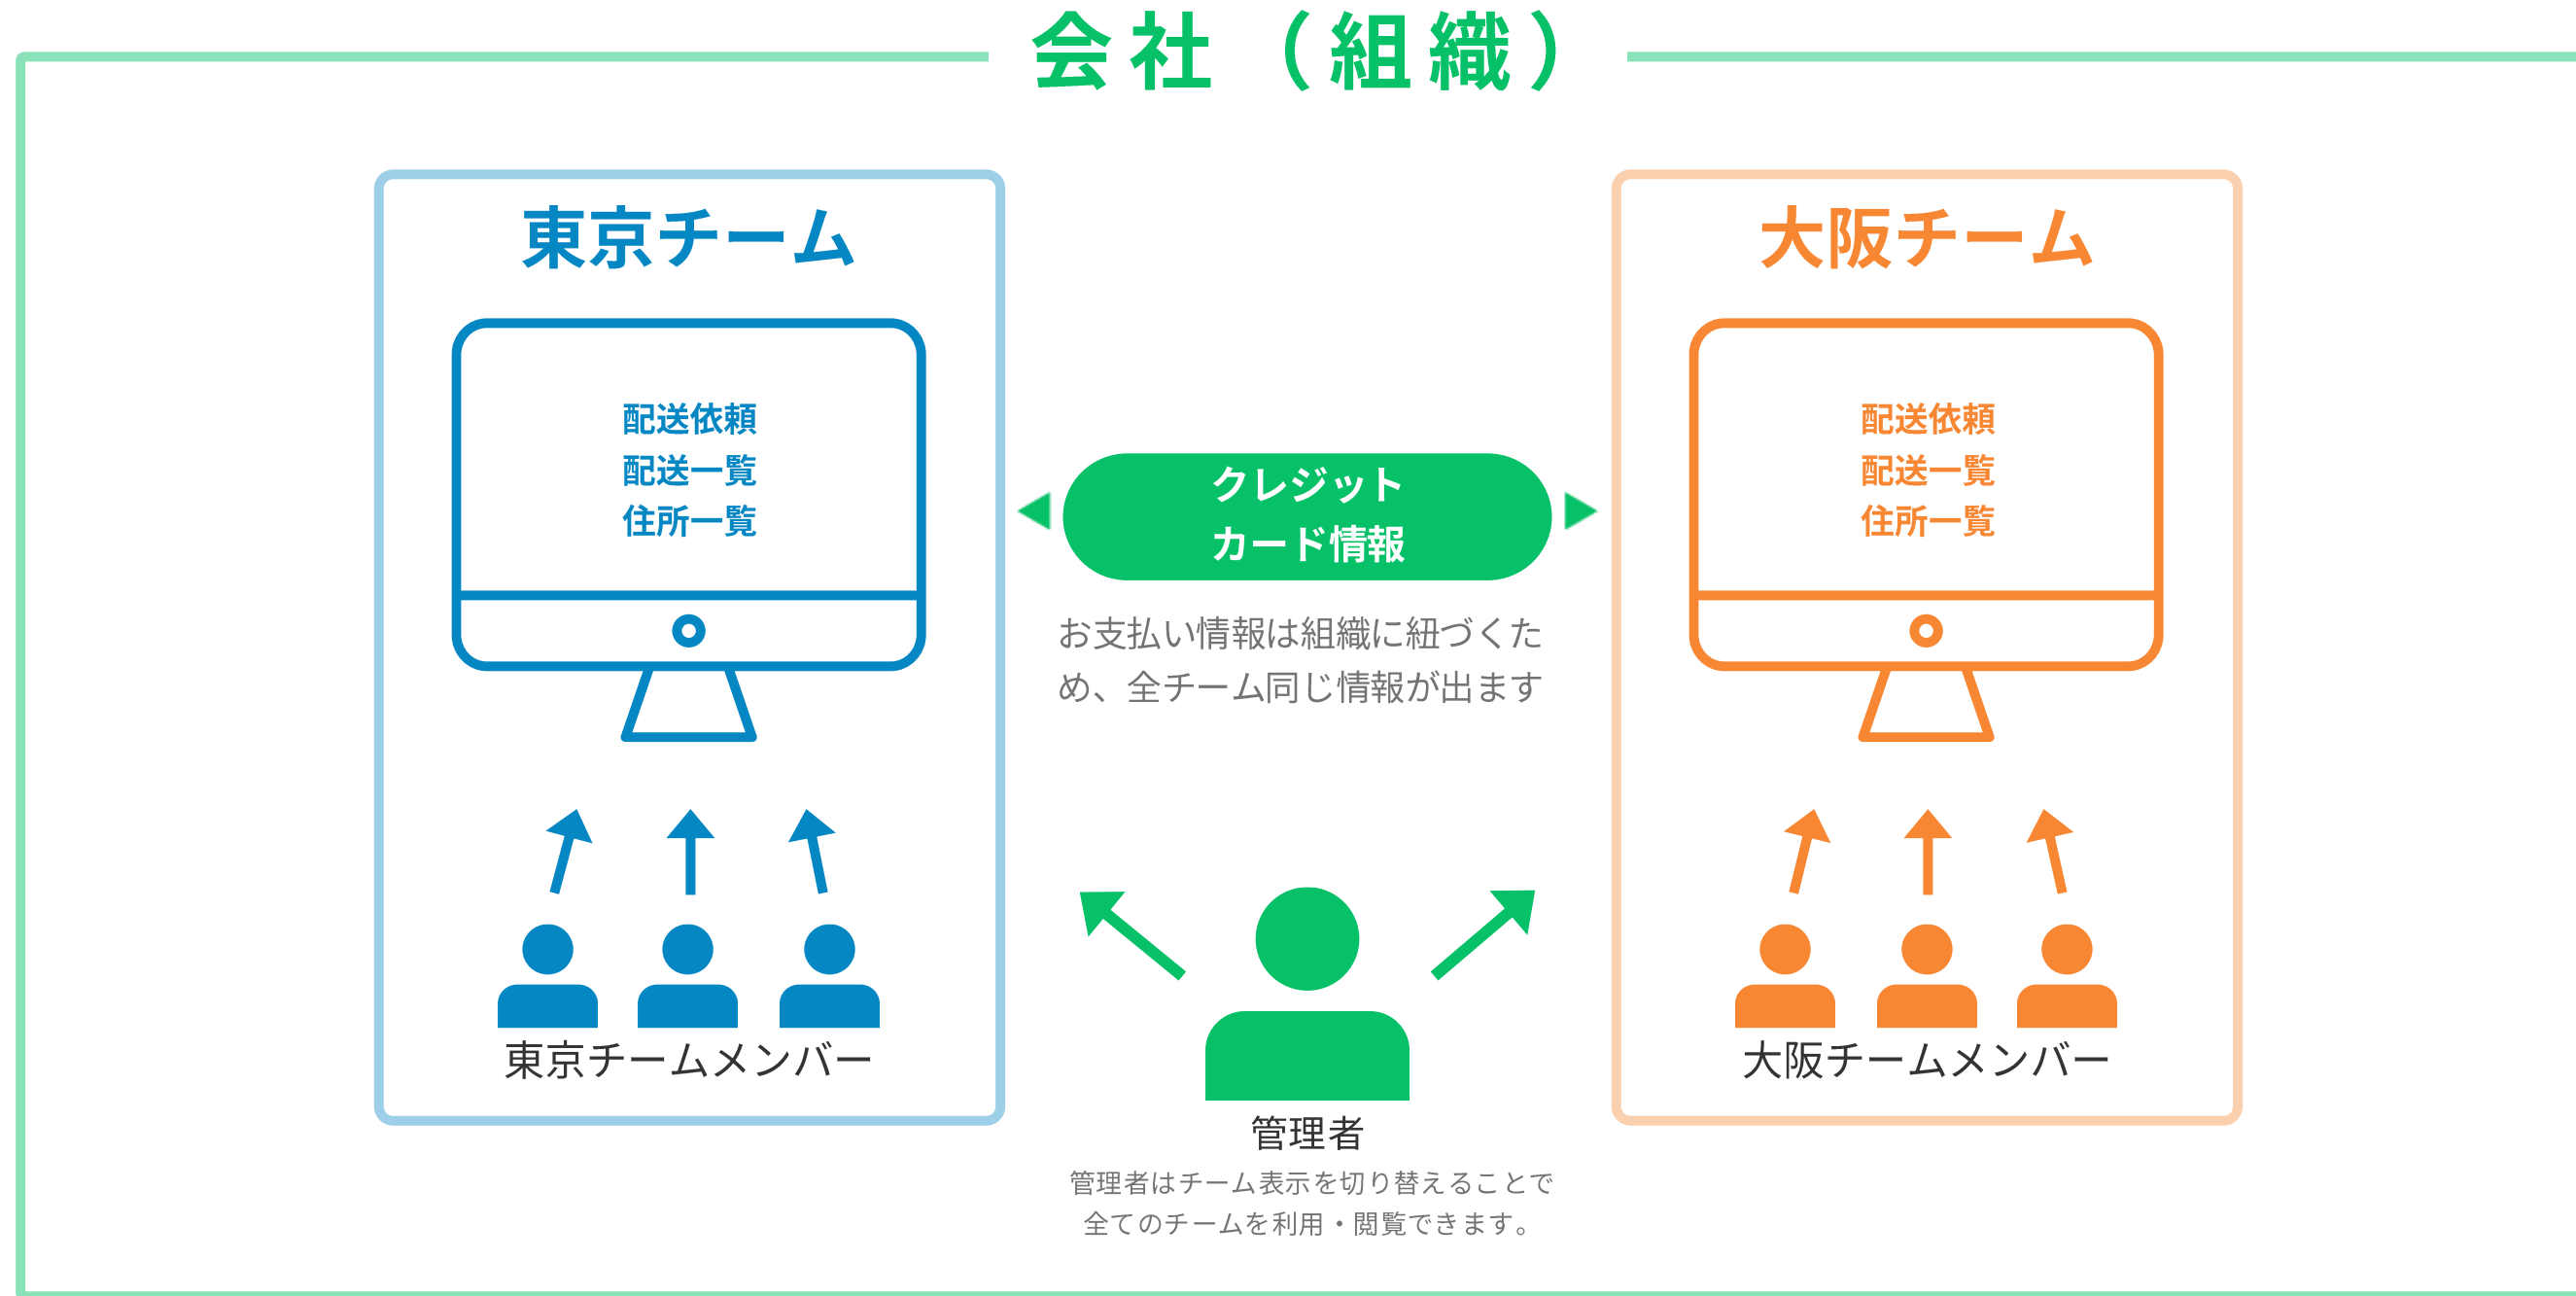 会社（組織）
東京チーム
配送依頼
配送一覧
住所一覧
東京チームメンバー
クレジット
カード情報
お支払い情報は組織に紐づくた
め、全チーム同じ情報が出ます
管理者
管理者はチーム表示を切り替えることで
全てのチームを利用・閲覧できます。
大阪チーム
配送依頼
配送一覧
住所一覧
大阪チームメンバー